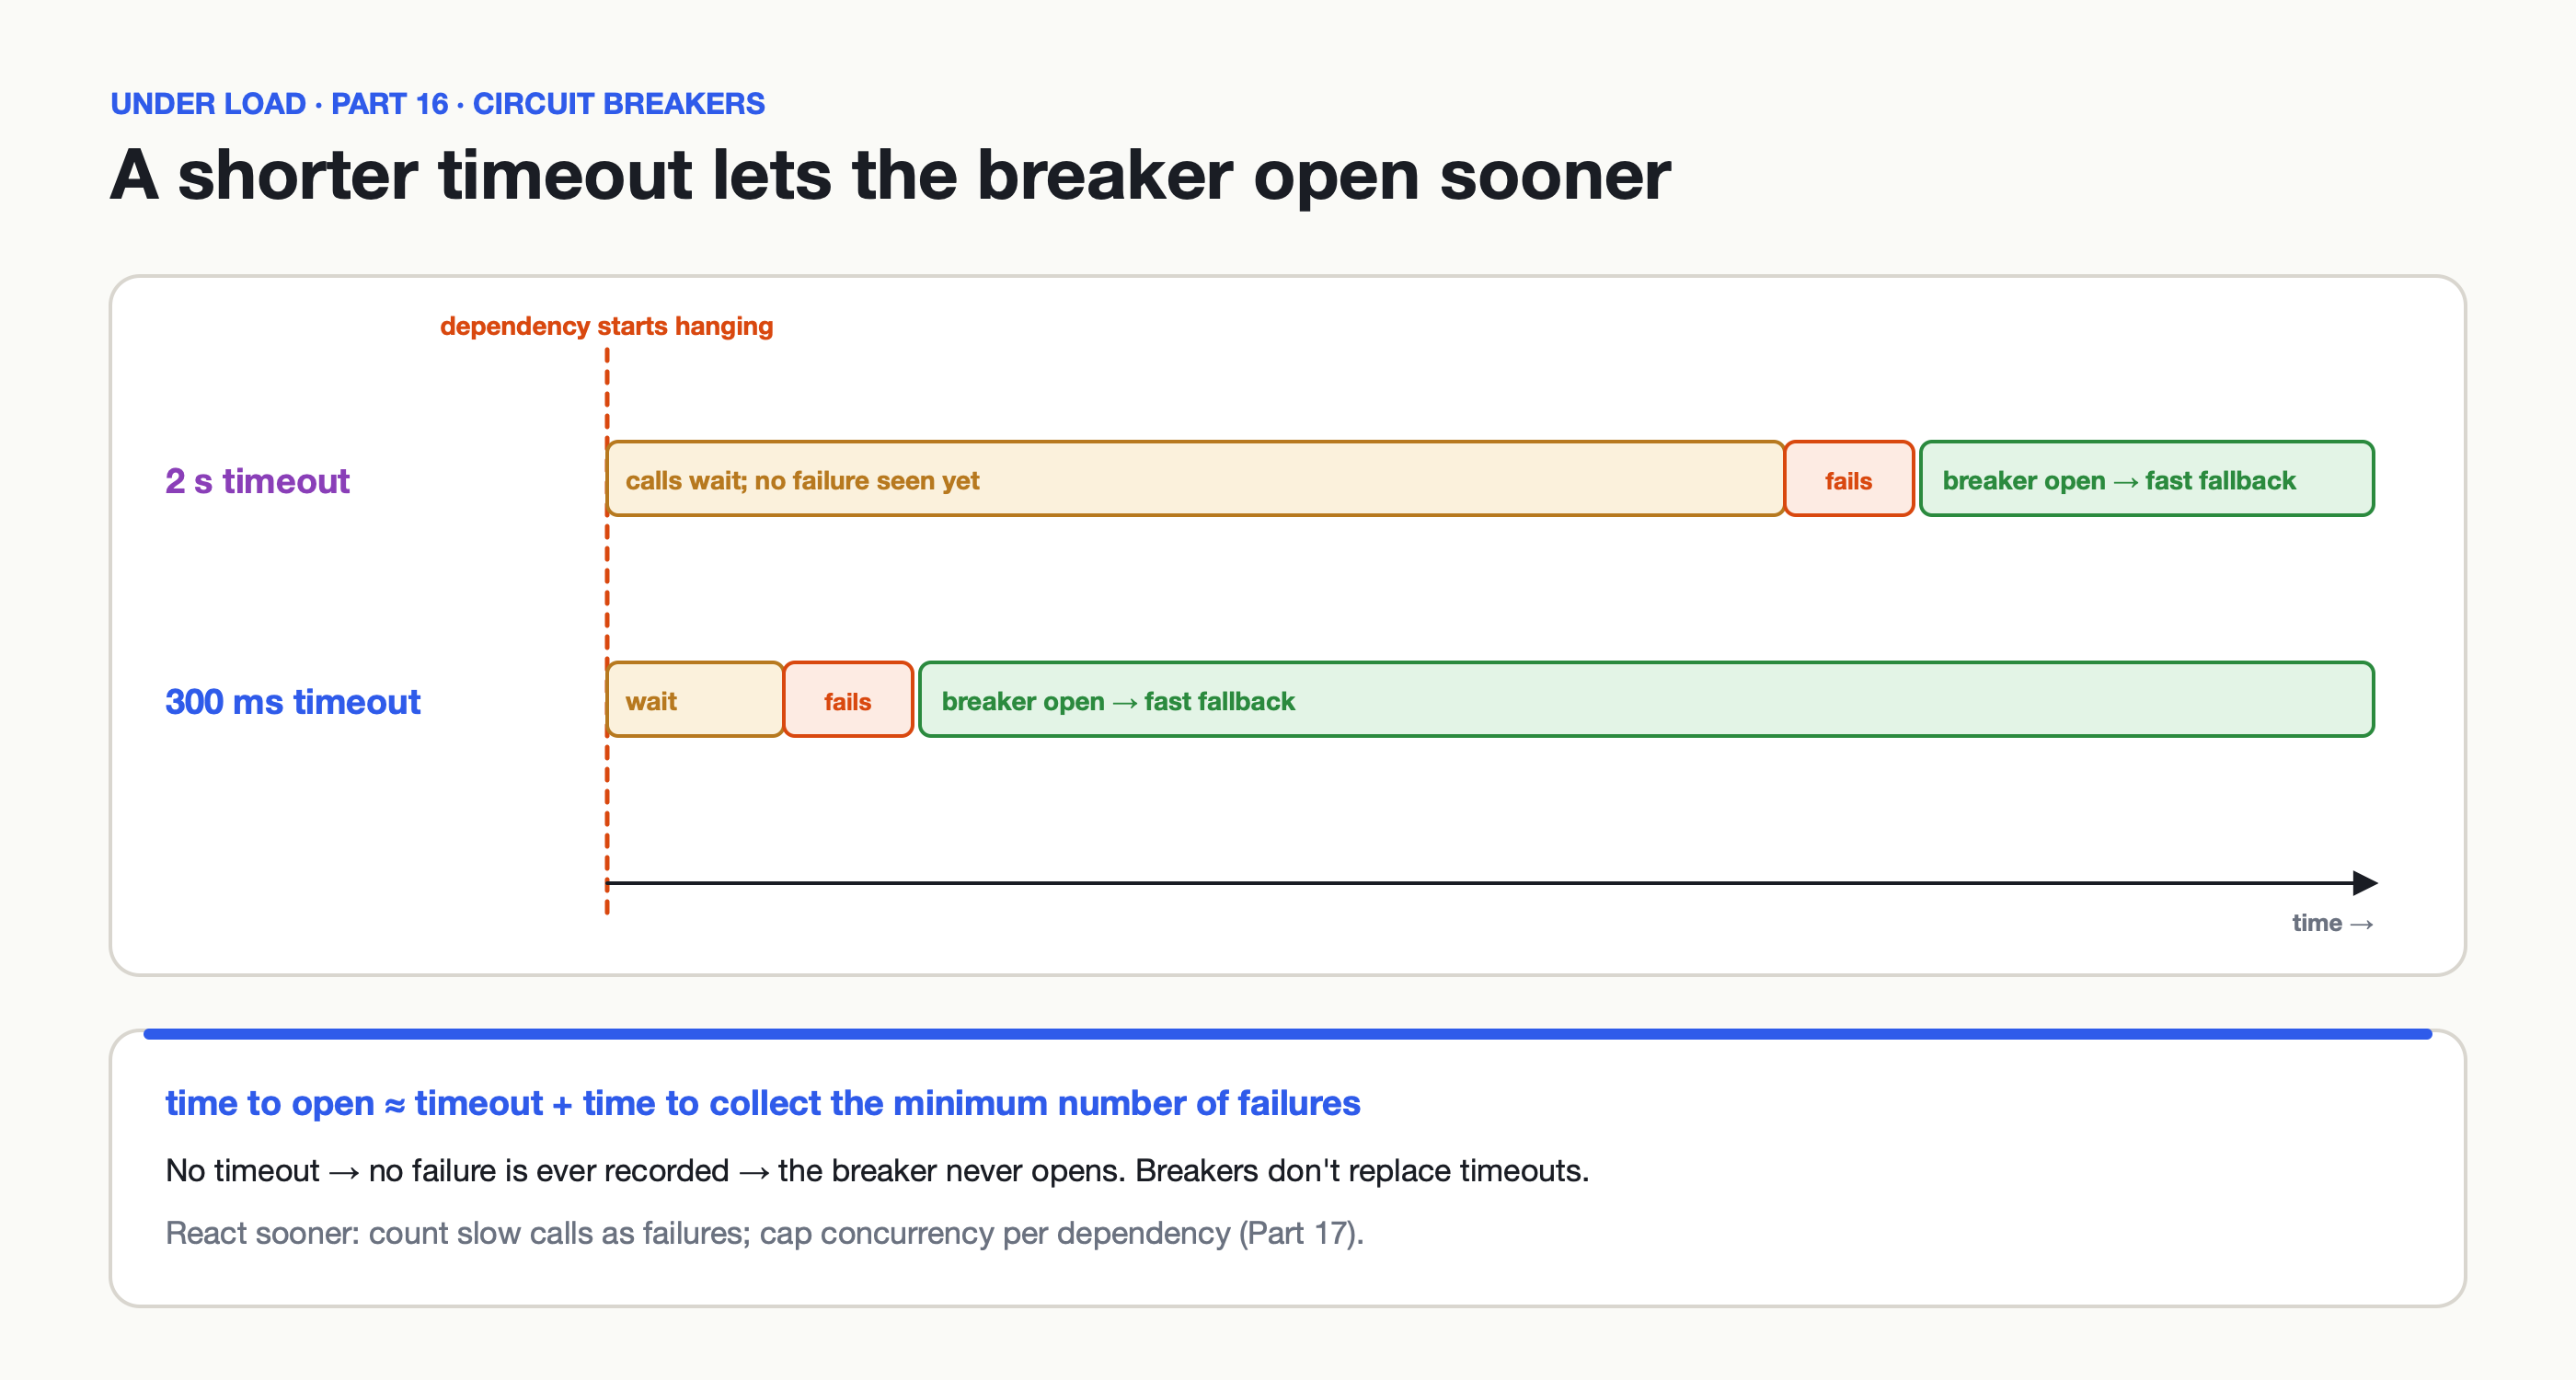 UNDER LOAD · PART 16 · CIRCUIT BREAKERS
A shorter timeout lets the breaker open sooner
dependency starts hanging
2 s timeout
calls wait; no failure seen yet
fails
breaker open → fast fallback
300 ms timeout
wait
fails
breaker open → fast fallback
time →
time to open ≈ timeout + time to collect the minimum number of failures
No timeout → no failure is ever recorded → the breaker never opens. Breakers don't replace timeouts.
React sooner: count slow calls as failures; cap concurrency per dependency (Part 17).